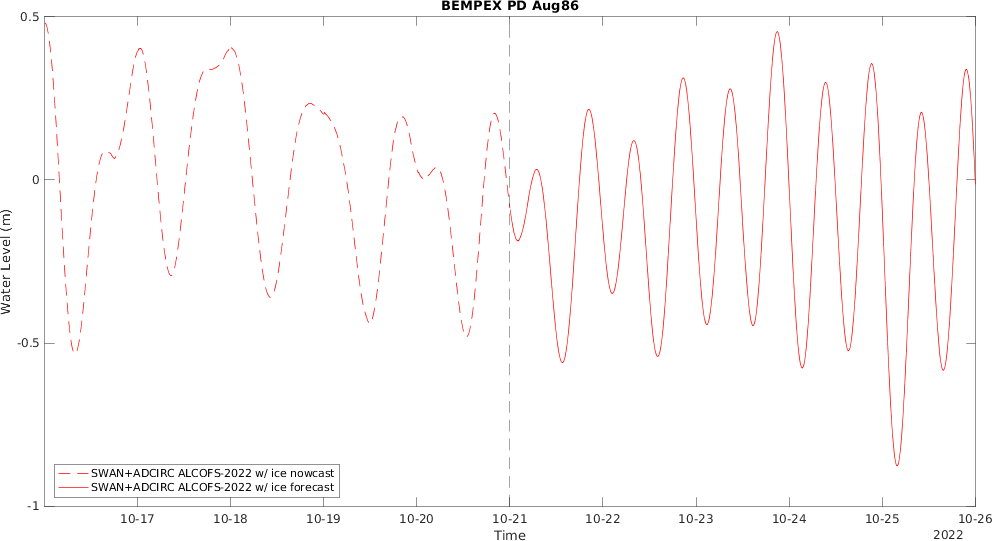 BEMPEX PD Aug86
0.5
0
-0.5
-1
Water Level (m)
SWAN+ADCIRC ALCOFS-2022 w/ ice nowcast
SWAN+ADCIRC ALCOFS-2022 w/ ice forecast
10-17 10-18 10-19 10-20 10-21 10-22 10-23 10-24 10-25 10-26
Time
2022